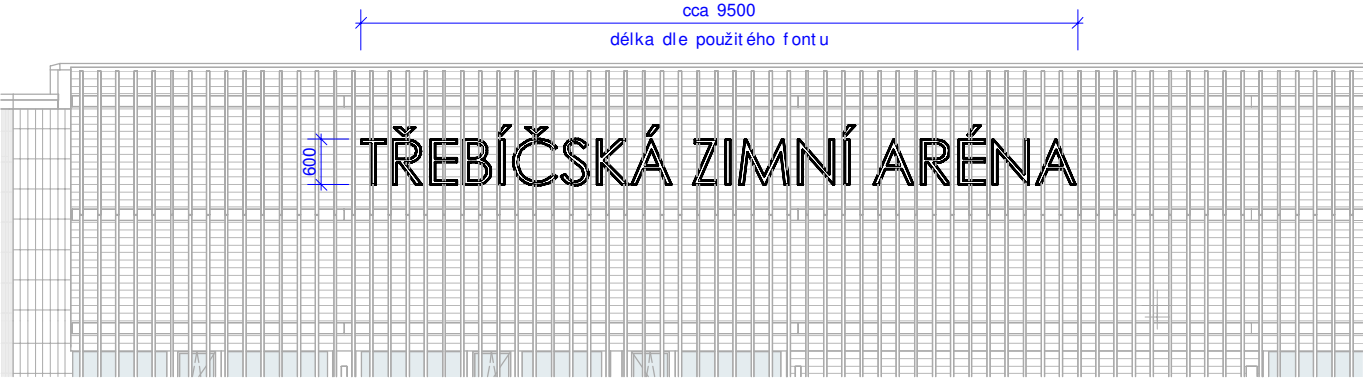 cca 9500
délka dle použitého fontu
600
TŘEBÍČSKÁ ZIMNÍ ARÉNA